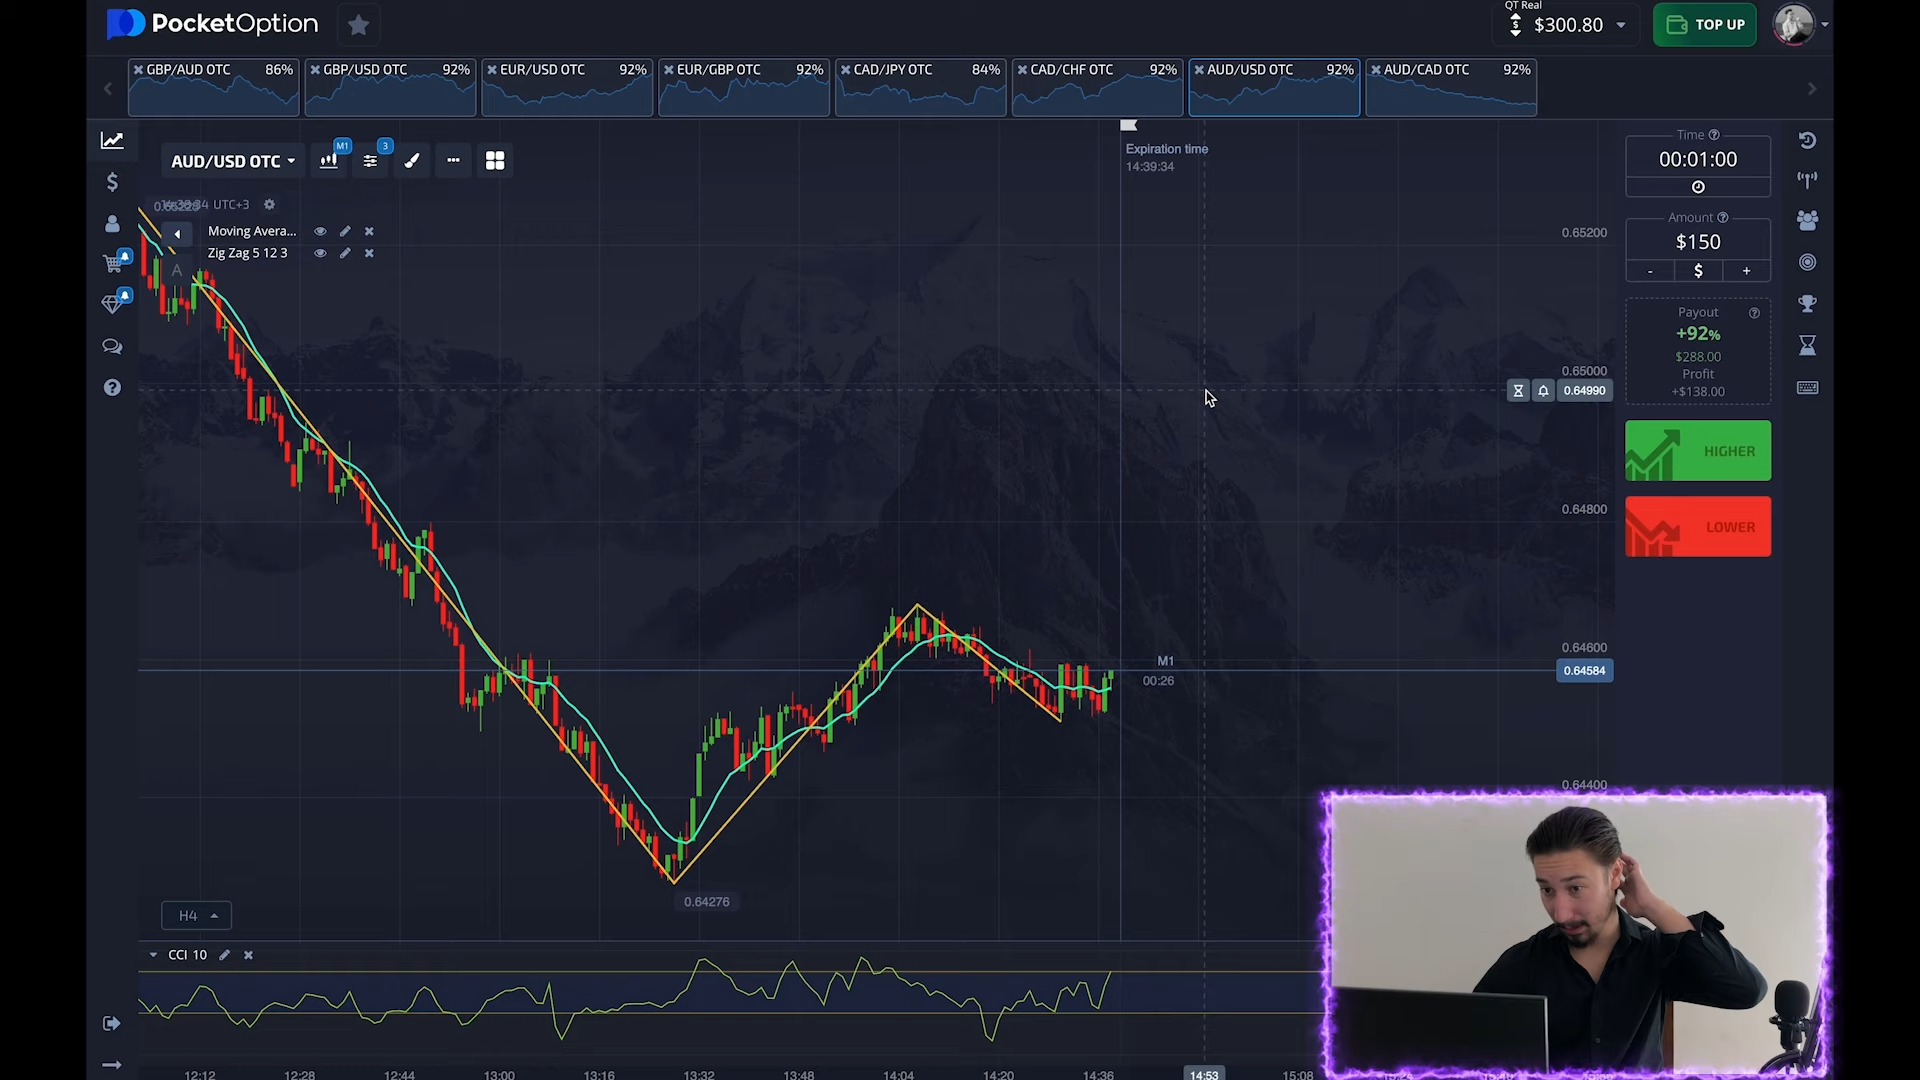 PocketOption
QT Real
$300.80
TOP UP
GBP/AUD OTC 86%
GBP/USD OTC 92%
EUR/USD OTC 92%
EUR/GBP OTC 92%
CAD/JPY OTC 84%
CAD/CHF OTC 92%
AUD/USD OTC 92%
AUD/CAD OTC 92%
AUD/USD OTC
M1
3
Expiration time
14:39:34
UTC+3
Moving Avera...
Zig Zag 5 12 3
A
Time
00:01:00
Amount
$150
- $ +
Payout
+92%
$288.00
Profit
+$138.00
HIGHER
LOWER
0.65200
0.65000
0.64990
0.64800
0.64600
0.64584
0.64400
M1
00:26
0.64276
H4
CCI 10
12:12 12:28 12:44 13:00 13:16 13:32 13:48 14:04 14:20 14:36 14:53 15:08